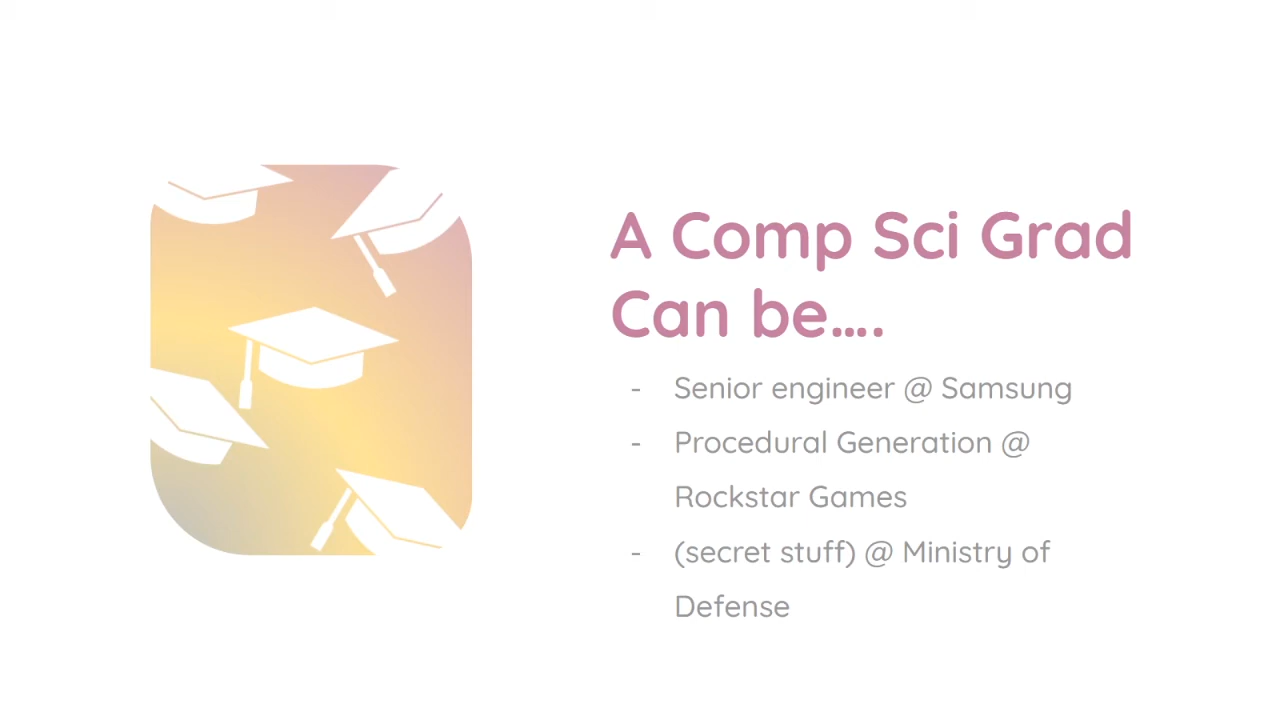 A Comp Sci Grad
Can be....
- Senior engineer @ Samsung
- Procedural Generation @
Rockstar Games
- (secret stuff) @ Ministry of
Defense